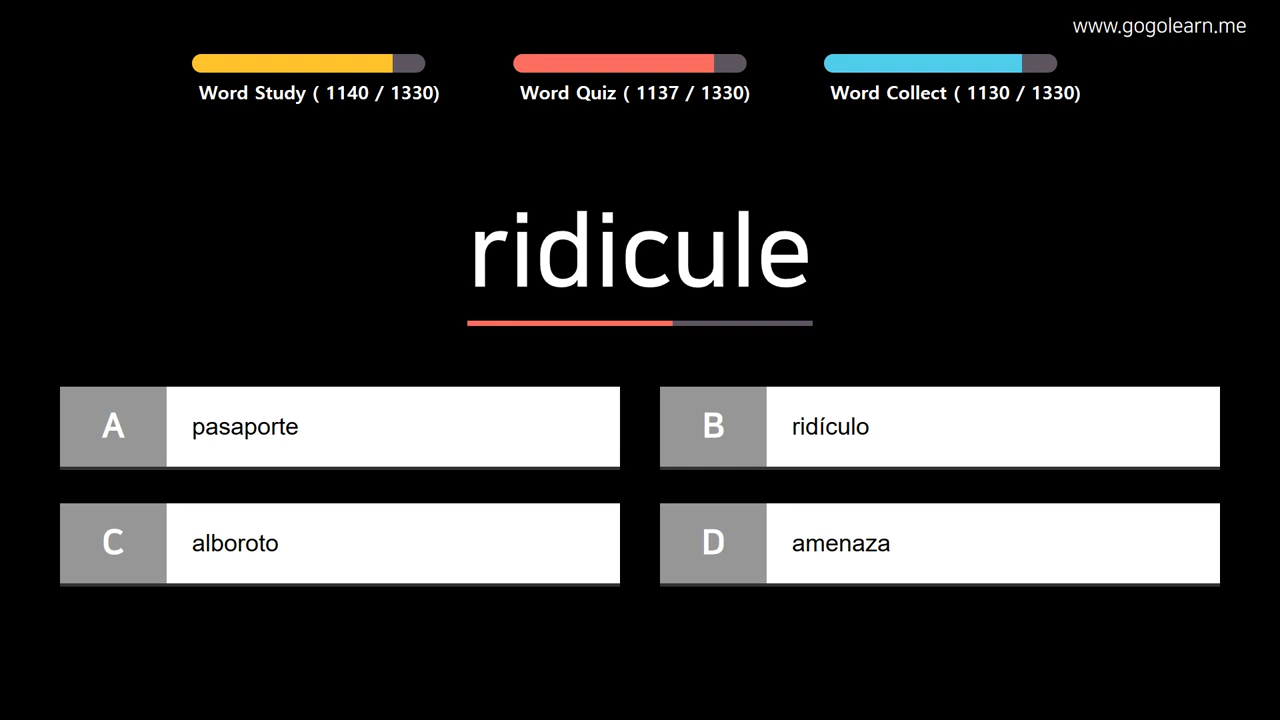 www.gogolearn.me
Word Study ( 1140 / 1330)
Word Quiz ( 1137 / 1330)
Word Collect ( 1130 / 1330)
ridicule
A pasaporte
B ridículo
C alboroto
D amenaza